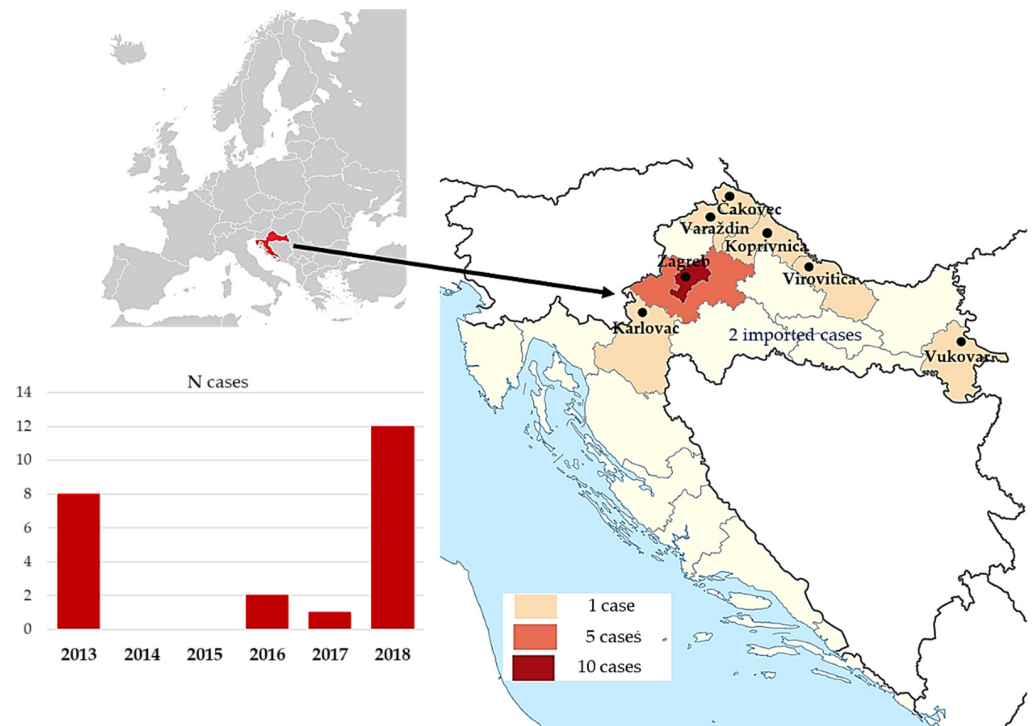 Čakovec
Varaždin
Koprivnica
Zagreb
Virovitica
Karlovac
2 imported cases
Vukovar
N cases
14
12
10
8
6
4
2
0
2013 2014 2015 2016 2017 2018
1 case
5 cases
10 cases